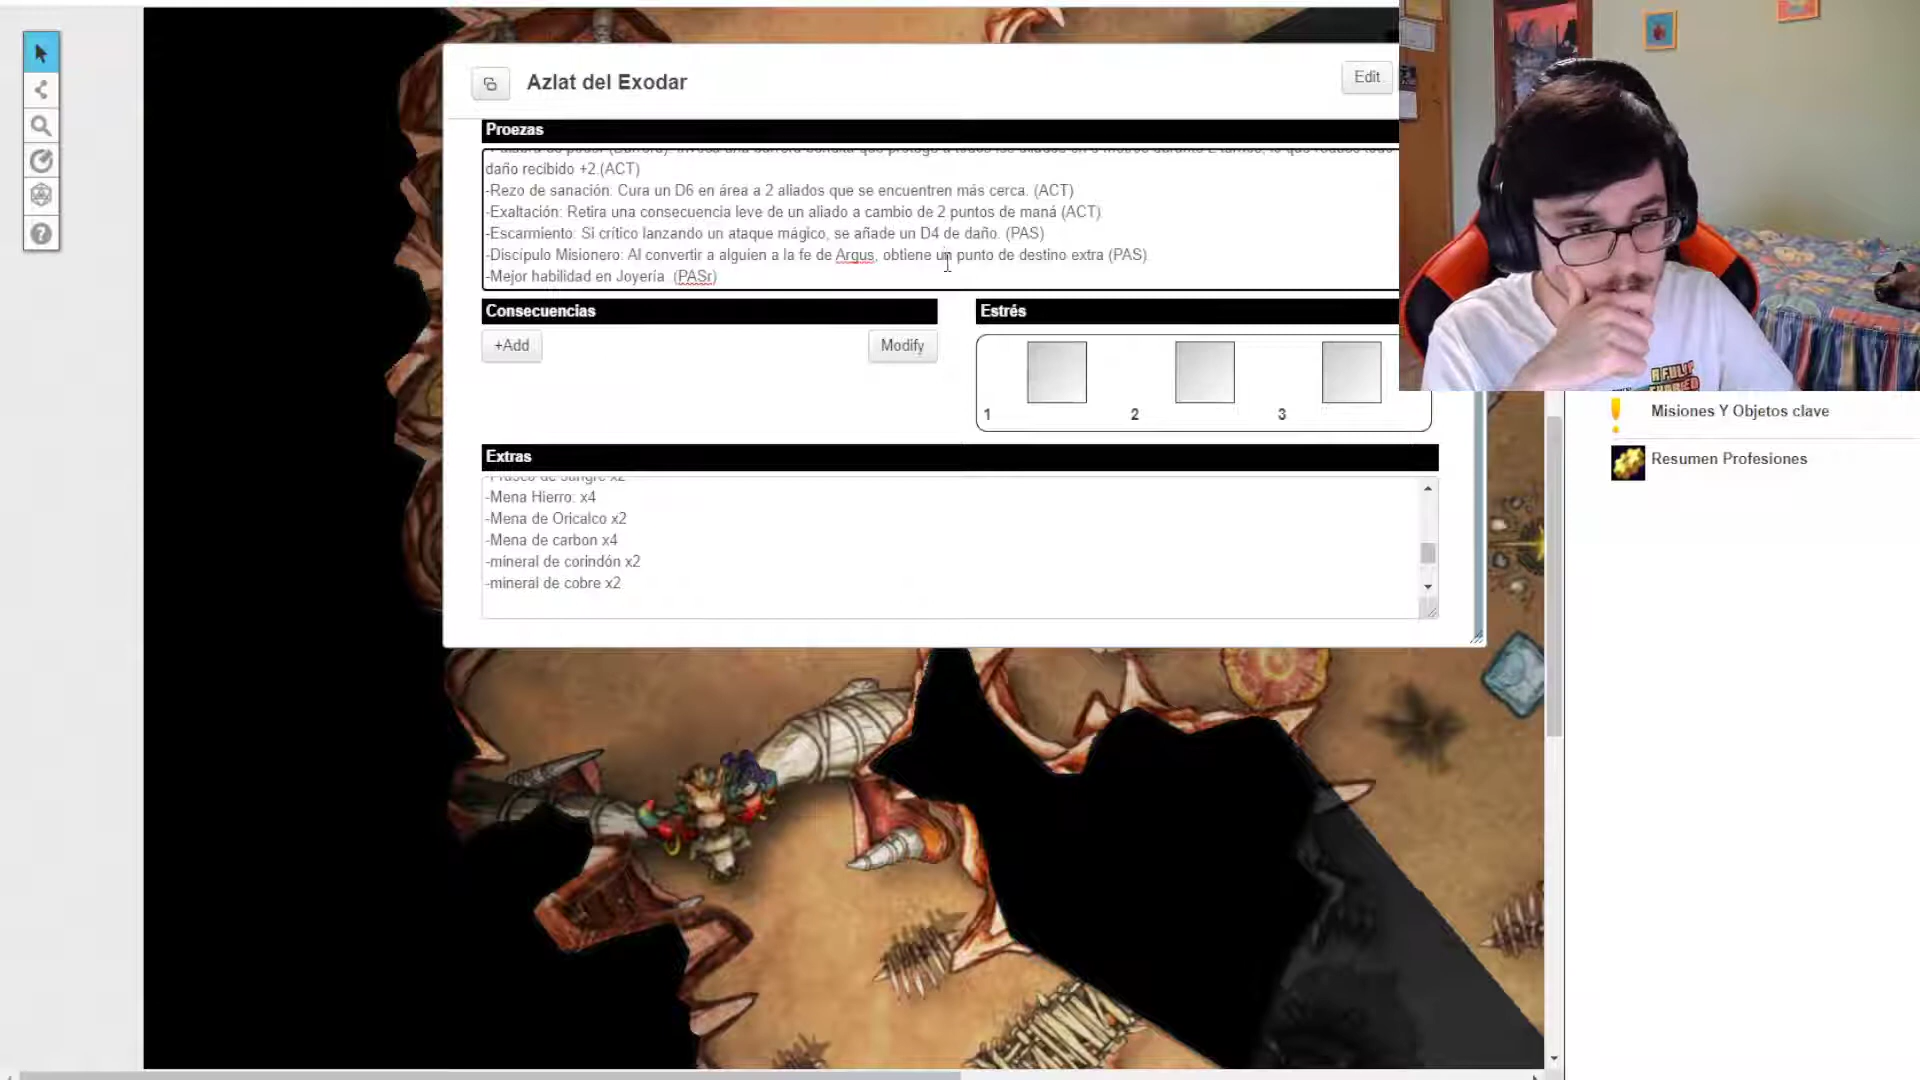 Azlat del Exodar
Edit
Proezas
daño recibido +2.(ACT)
-Rezo de sanación: Cura un D6 en área a 2 aliados que se encuentren más cerca. (ACT)
-Exaltación: Retira una consecuencia leve de un aliado a cambio de 2 puntos de maná (ACT)
-Escarmiento: Si crítico lanzando un ataque mágico, se añade un D4 de daño. (PAS)
-Discípulo Misionero: Al convertir a alguien a la fe de Argus, obtiene un punto de destino extra (PAS)
-Mejor habilidad en Joyería (PASr)
Consecuencias
Estrés
+Add
Modify
1
2
3
Extras
-Frasco de sangre x2
-Mena Hierro: x4
-Mena de Oricalco x2
-Mena de carbon x4
-mineral de corindón x2
-mineral de cobre x2
Misiones Y Objetos clave
Resumen Profesiones